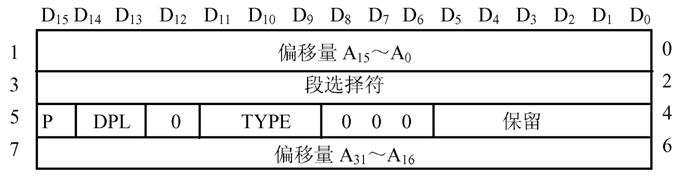 D₁₅ D₁₄ D₁₃ D₁₂ D₁₁ D₁₀ D₉ D₈ D₇ D₆ D₅ D₄ D₃ D₂ D₁ D₀
1 偏移量 A₁₅～A₀ 0
3 段选择符 2
5 P DPL 0 TYPE 0 0 0 保留 4
7 偏移量 A₃₁～A₁₆ 6